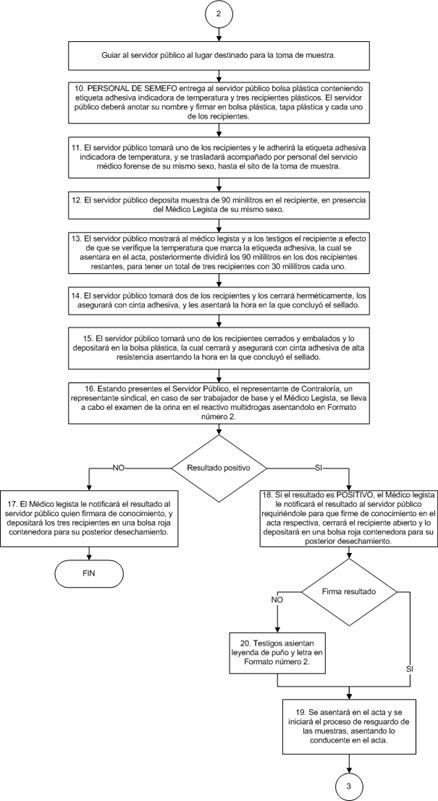 2
Guiar al servidor público al lugar destinado para la toma de muestra.
10. PERSONAL DE SEMEFO entrega al servidor público bolsa plástica conteniendo
etiqueta adhesiva indicadora de temperatura y tres recipientes plásticos. El servidor
público deberá anotar su nombre y firmar en bolsa plástica, tapa plástica y cada uno
de los recipientes.
11. El servidor público tomará uno de los recipientes y le adherirá la etiqueta adhesiva
indicadora de temperatura, y se trasladará acompañado por personal del servicio
médico forense de su mismo sexo, hasta el sito de la toma de muestra.
12. El servidor público deposita muestra de 90 minilitros en el recipiente, en presencia
del Médico Legista de su mismo sexo.
13. El servidor público mostrará al médico legista y a los testigos el recipiente a efecto
de que se verifique la temperatura que marca la etiqueta adhesiva, la cual se
asentara en el acta, posteriormente dividirá los 90 mililitros en los dos recipientes
restantes, para tener un total de tres recipientes con 30 mililitros cada uno.
14. El servidor público tomará dos de los recipientes y los cerrará herméticamente, los
asegurará con cinta adhesiva, y les asentará la hora en la que concluyó el sellado.
15. El servidor público tomará uno de los recipientes cerrados y embalados y lo
depositará en la bolsa plástica, la cual cerrará y asegurará con cinta adhesiva de alta
resistencia asentando la hora en la que concluyó el sellado.
16. Estando presentes el Servidor Público, el representante de Contraloría, un
representante sindical, en caso de ser trabajador de base y el Médico Legista, se lleva
a cabo el examen de la orina en el reactivo multidrogas asentandolo en Formato
número 2.
Resultado positivo
NO
SI
17. El Médico legista le notificará el resultado al
servidor público quien firmara de conocimiento, y
depositará los tres recipientes en una bolsa roja
contenedora para su posterior desechamiento.
18. Si el resultado es POSITIVO, el Médico legista
le notificará el resultado al servidor público
requiriéndole para que firme de conocimiento en el
acta respectiva, cerrará el recipiente abierto y lo
depositará en una bolsa roja contenedora para su
posterior desechamiento.
FIN
Firma resultado
NO
20. Testigos asientan
leyenda de puño y letra en
Formato número 2.
SI
19. Se asentará en el acta y se
iniciará el proceso de resguardo de
las muestras, asentando lo
conducente en el acta.
3